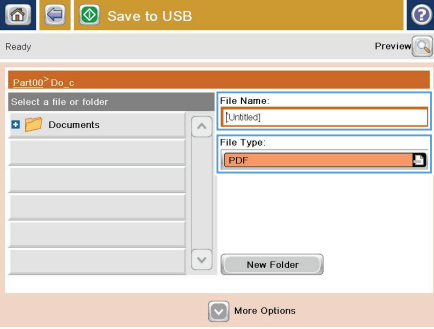 Save to USB
Ready
Preview
Part00> Do_c
Select a file or folder
Documents
File Name:
[Untitled]
File Type:
PDF
New Folder
More Options